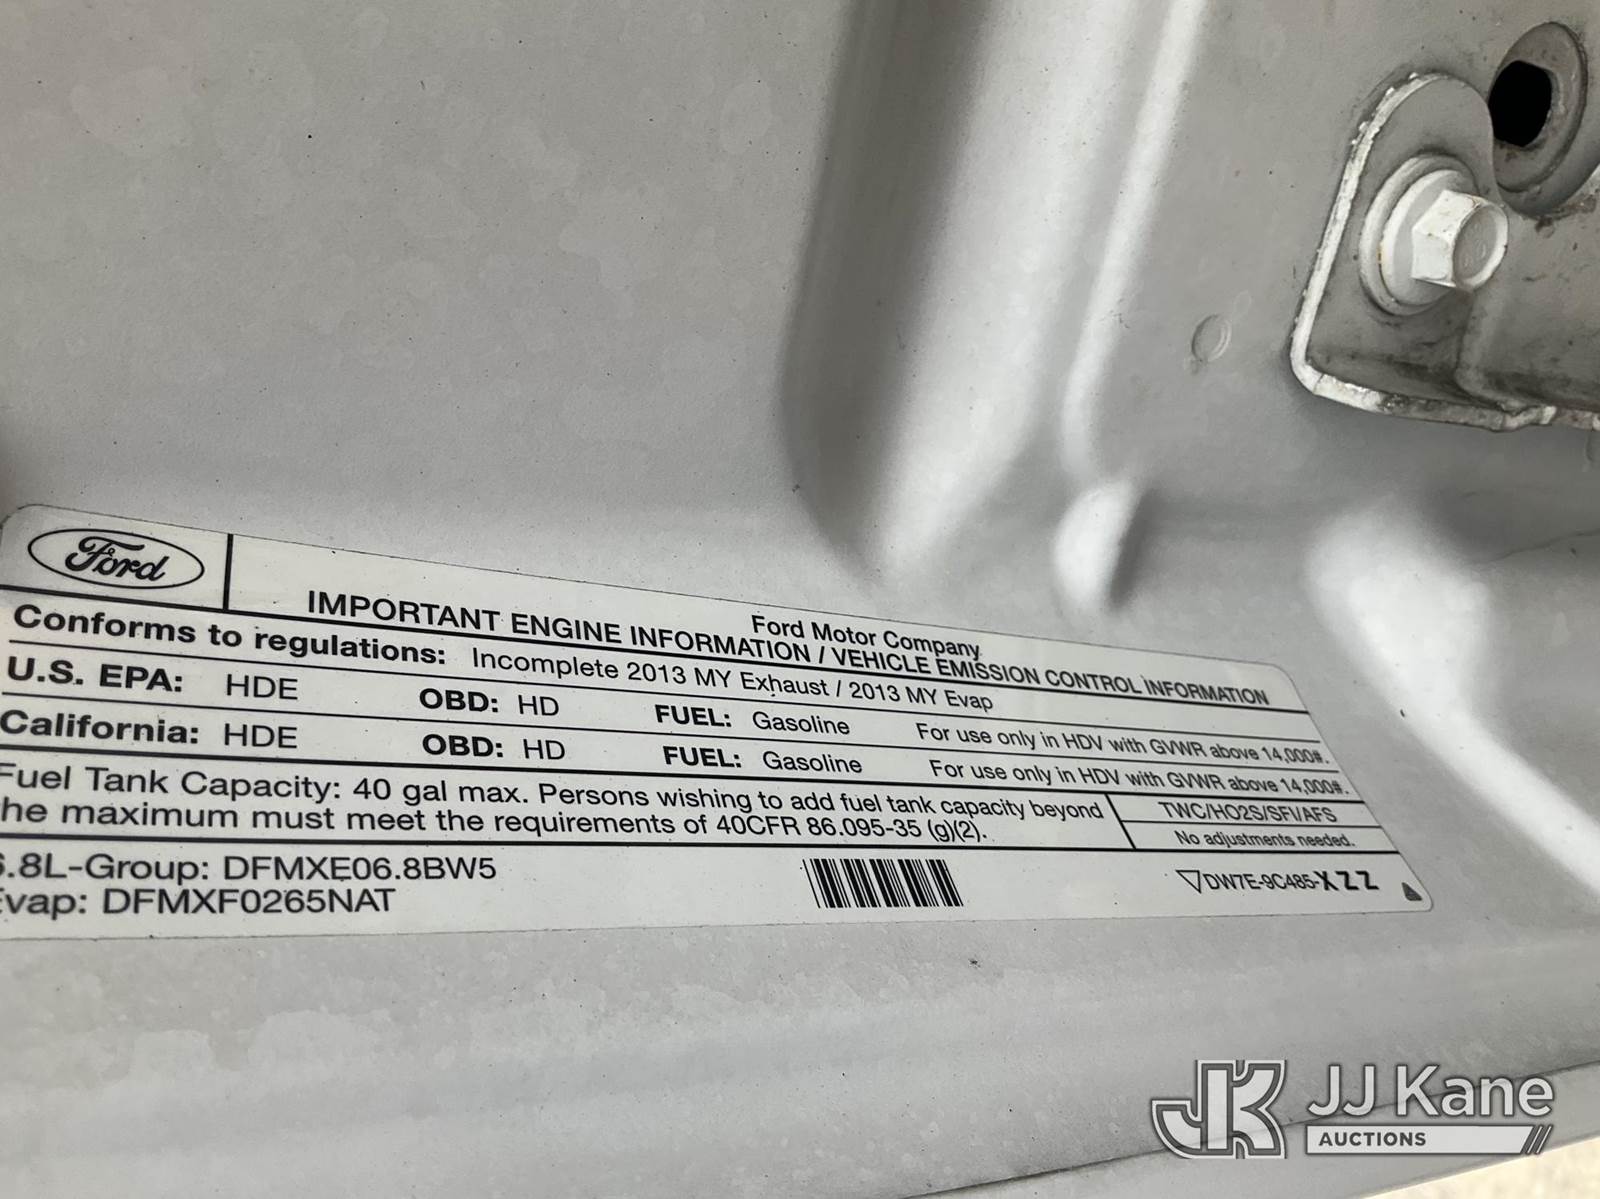 Ford
Ford Motor Company
IMPORTANT ENGINE INFORMATION / VEHICLE EMISSION CONTROL INFORMATION
Conforms to regulations: Incomplete 2013 MY Exhaust / 2013 MY Evap
U.S. EPA: HDE OBD: HD FUEL: Gasoline For use only in HDV with GVWR above 14,000#.
California: HDE OBD: HD FUEL: Gasoline For use only in HDV with GVWR above 14,000#.
Fuel Tank Capacity: 40 gal max. Persons wishing to add fuel tank capacity beyond
the maximum must meet the requirements of 40CFR 86.095-35 (g)(2).
TWC/HO2S/SFI/AFS
No adjustments needed.
6.8L-Group: DFMXE06.8BW5
Evap: DFMXF0265NAT
DW7E-9C485-XZZ
JK JJ Kane
AUCTIONS